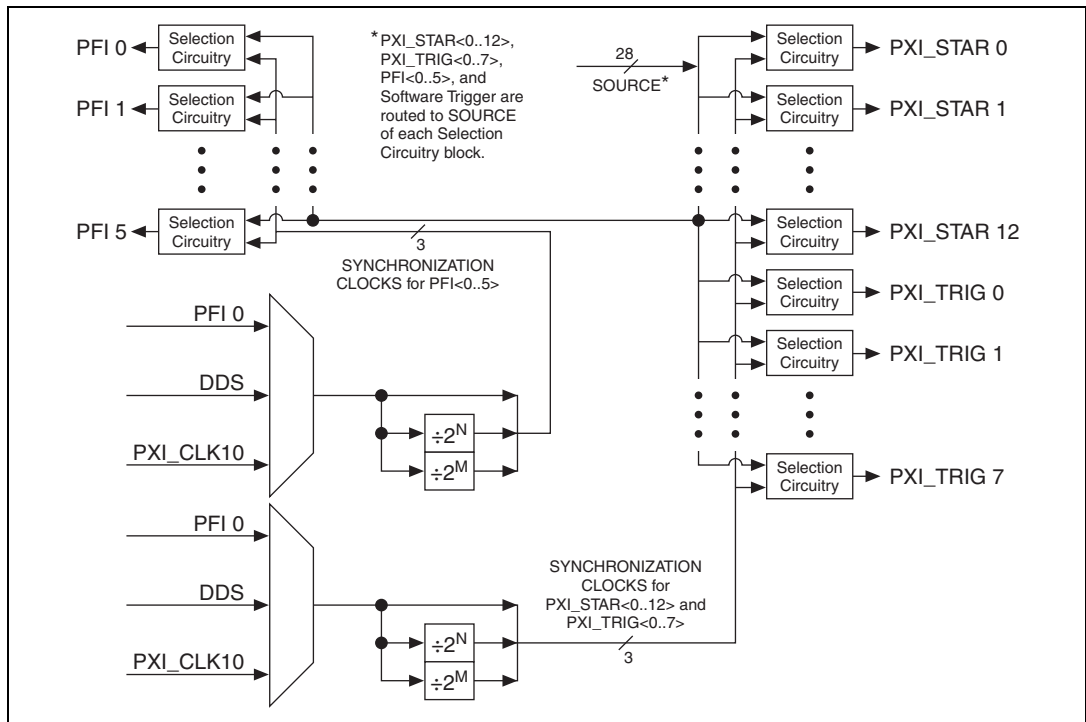 PFI 0
Selection
Circuitry
PFI 1
Selection
Circuitry
PFI 5
Selection
Circuitry
*PXI_STAR<0..12>,
PXI_TRIG<0..7>,
PFI<0..5>, and
Software Trigger are
routed to SOURCE
of each Selection
Circuitry block.
28
SOURCE*
Selection
Circuitry
PXI_STAR 0
Selection
Circuitry
PXI_STAR 1
Selection
Circuitry
PXI_STAR 12
Selection
Circuitry
PXI_TRIG 0
Selection
Circuitry
PXI_TRIG 1
Selection
Circuitry
PXI_TRIG 7
3
SYNCHRONIZATION
CLOCKS for PFI<0..5>
PFI 0
DDS
PXI_CLK10
÷2^N
÷2^M
PFI 0
DDS
PXI_CLK10
÷2^N
÷2^M
SYNCHRONIZATION
CLOCKS for
PXI_STAR<0..12> and
PXI_TRIG<0..7>
3